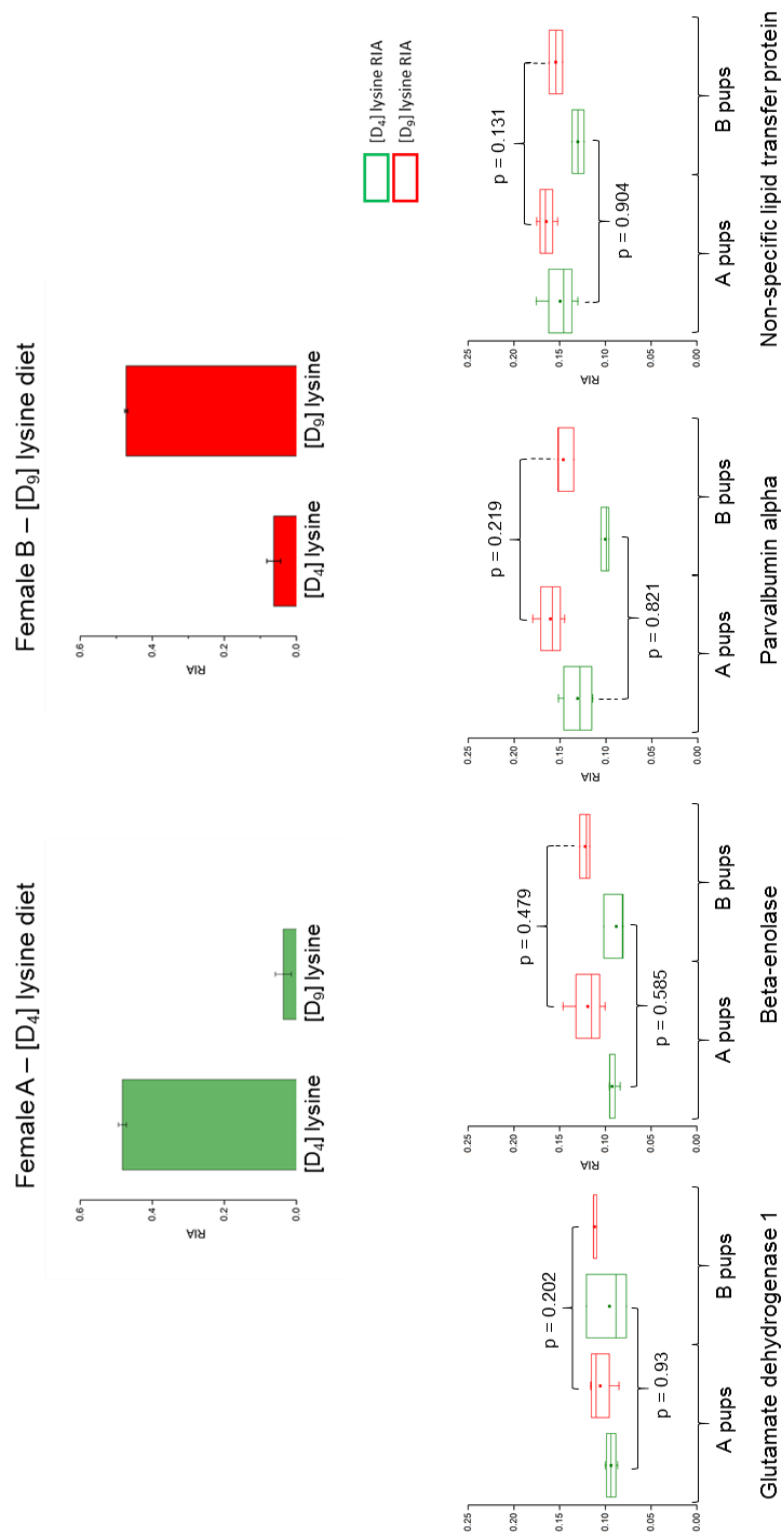 Female A – [D₄] lysine diet
RIA
0.6
0.4
0.2
0.0
[D₄] lysine
[D₉] lysine
Female B – [D₉] lysine diet
RIA
0.6
0.4
0.2
0.0
[D₄] lysine
[D₉] lysine
[D₄] lysine RIA
[D₉] lysine RIA
0.25
0.20
0.15
0.10
0.05
0.00
p = 0.202
p = 0.93
A pups
B pups
Glutamate dehydrogenase 1
RIA
0.25
0.20
0.15
0.10
0.05
0.00
p = 0.479
p = 0.585
A pups
B pups
Beta-enolase
RIA
0.25
0.20
0.15
0.10
0.05
0.00
p = 0.219
p = 0.821
A pups
B pups
Parvalbumin alpha
RIA
0.25
0.20
0.15
0.10
0.05
0.00
p = 0.131
p = 0.904
A pups
B pups
Non-specific lipid transfer protein